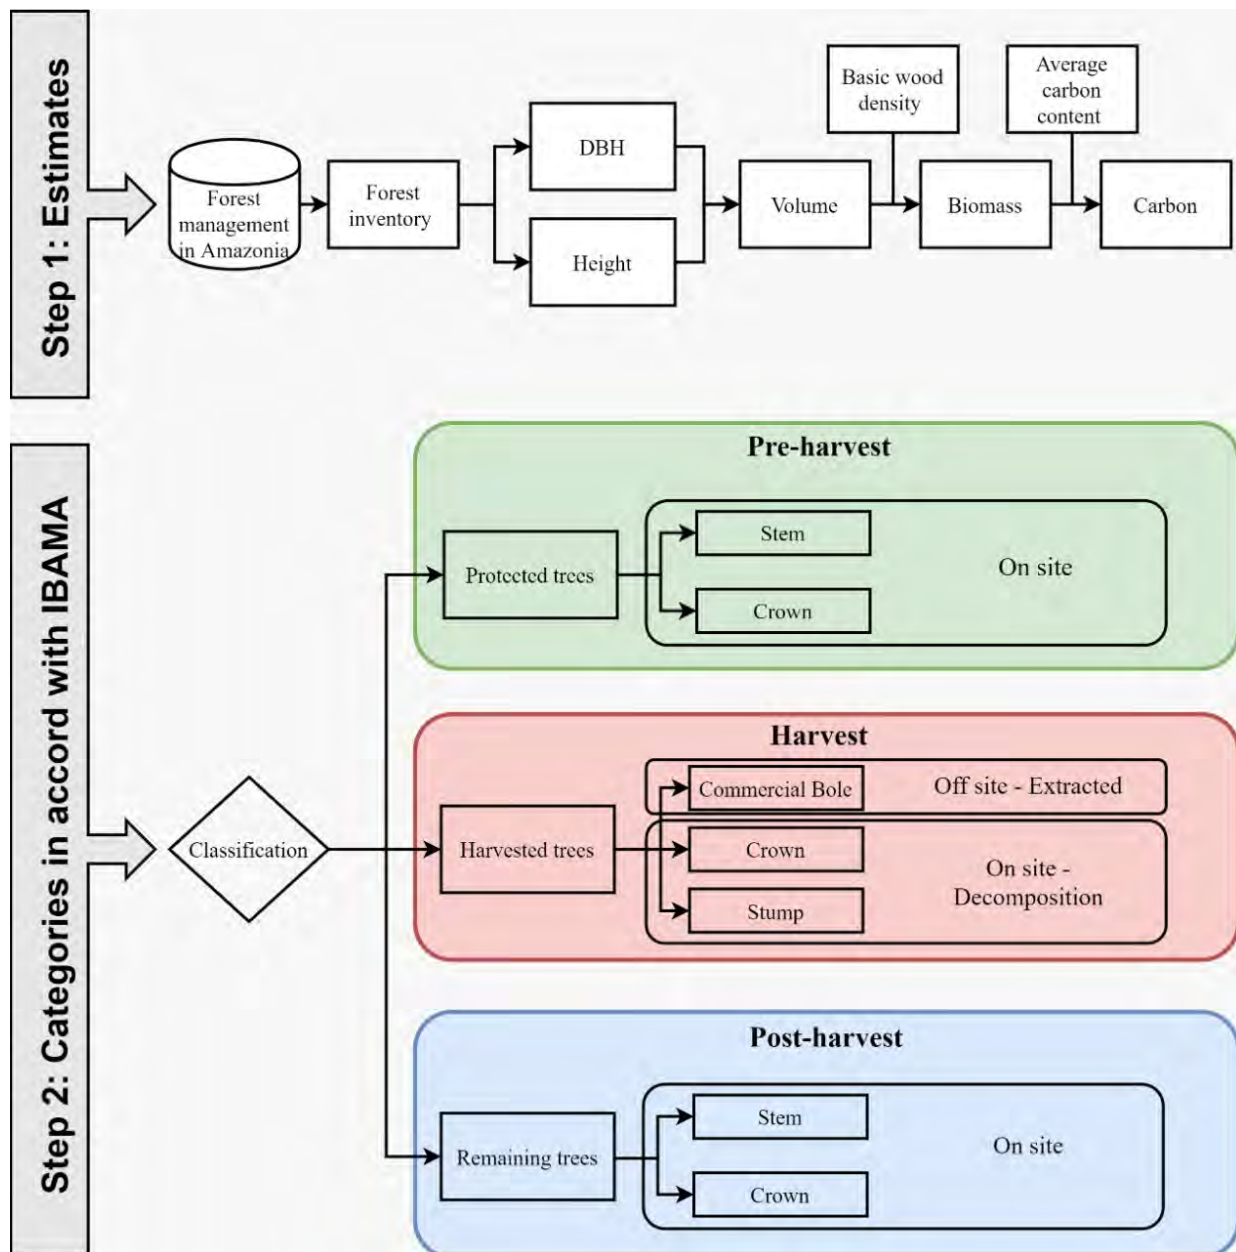 Step 1: Estimates
Forest
management
in Amazonia
Forest
inventory
DBH
Height
Volume
Basic wood
density
Biomass
Average
carbon
content
Carbon
Step 2: Categories in accord with IBAMA
Classification
Pre-harvest
Protected trees
Stem
Crown
On site
Harvest
Harvested trees
Commercial Bole
Off site - Extracted
Crown
Stump
On site -
Decomposition
Post-harvest
Remaining trees
Stem
Crown
On site